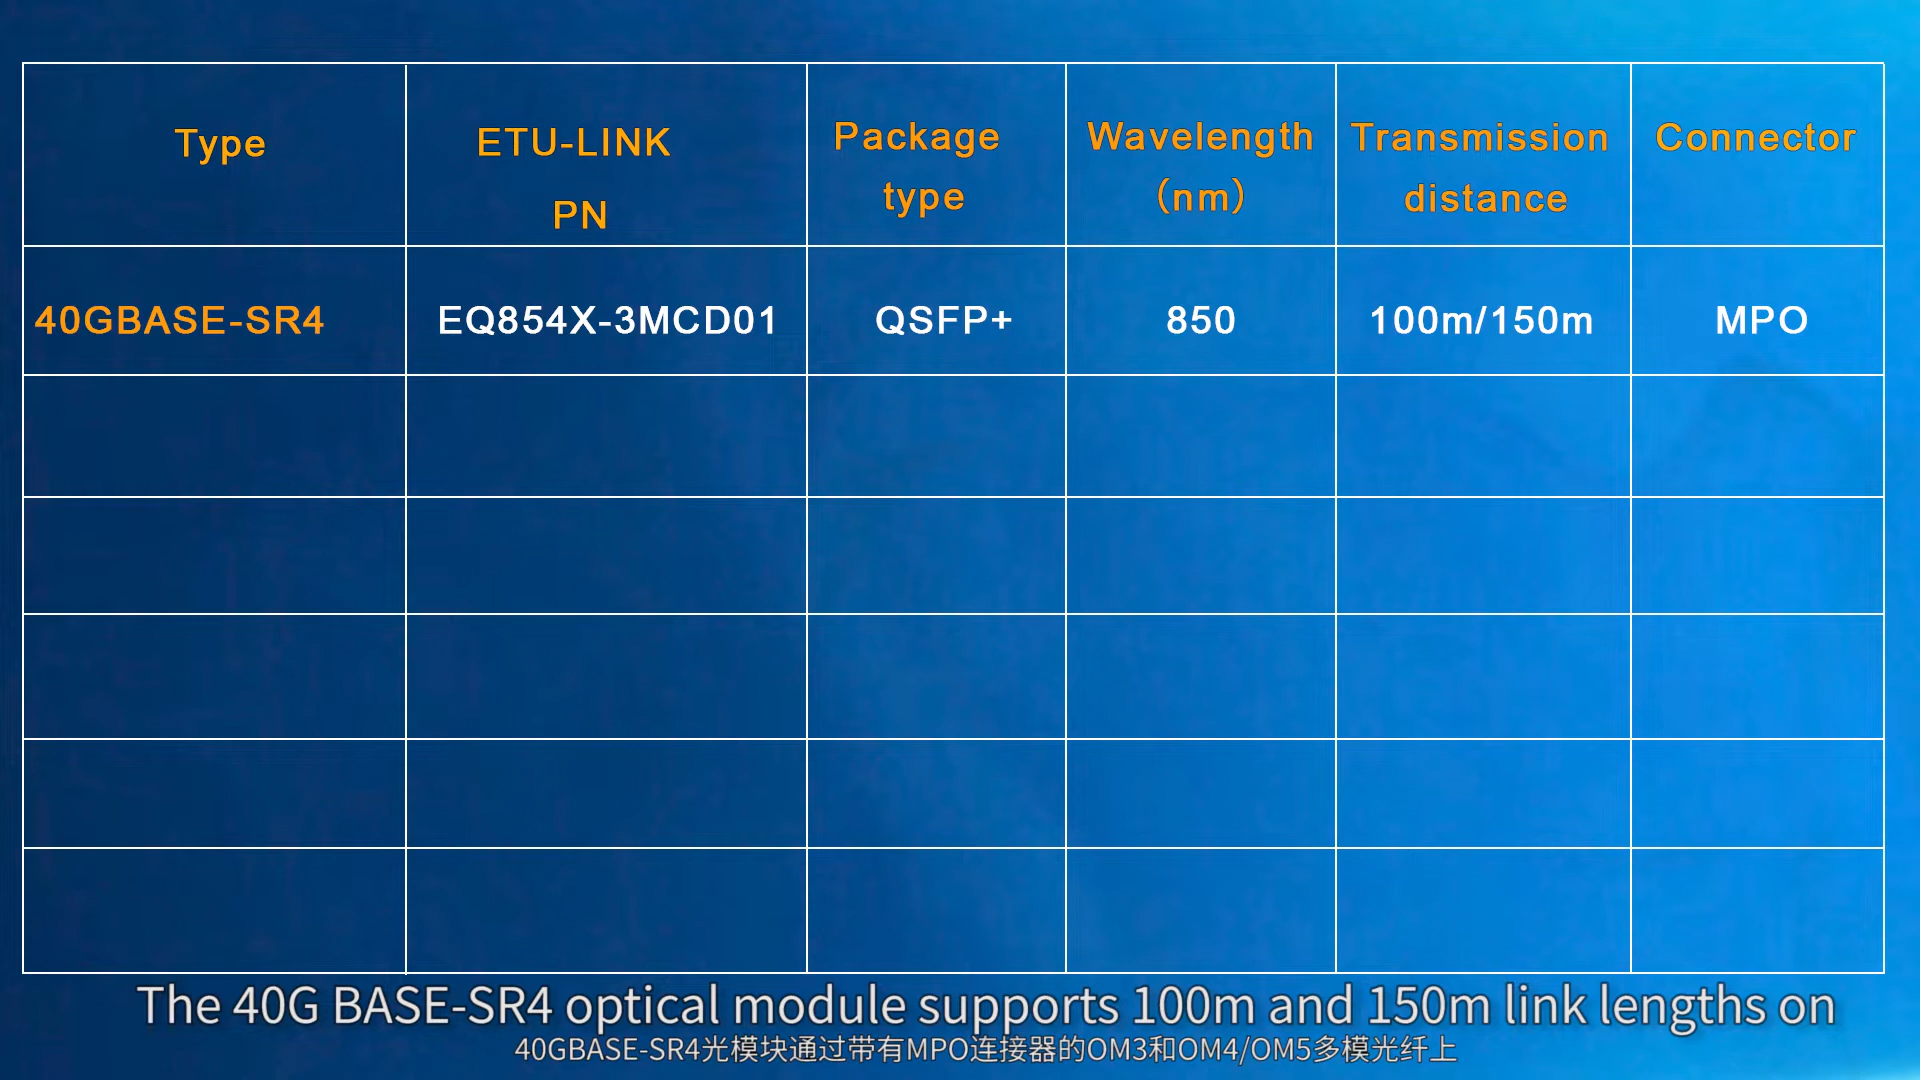 Type
ETU-LINK
PN
Package
type
Wavelength
(nm)
Transmission
distance
Connector
40GBASE-SR4
EQ854X-3MCD01
QSFP+
850
100m/150m
MPO
The 40G BASE-SR4 optical module supports 100m and 150m link lengths on
40GBASE-SR4光模块通过带有MPO连接器的OM3和OM4/OM5多模光纤上